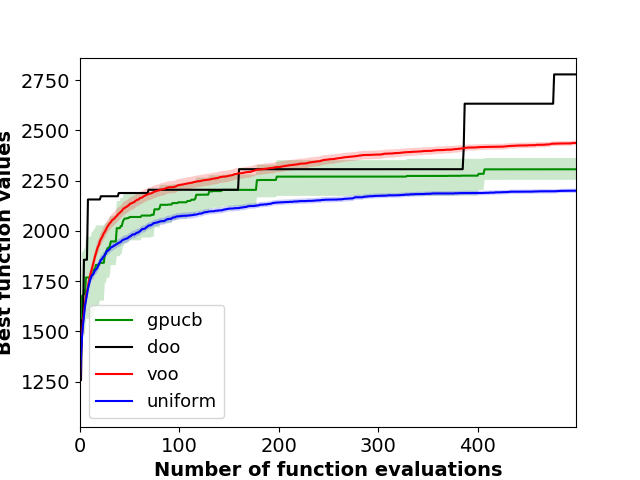 Best function values
2750
2500
2250
2000
1750
1500
1250
gpucb
doo
voo
uniform
0 100 200 300 400
Number of function evaluations